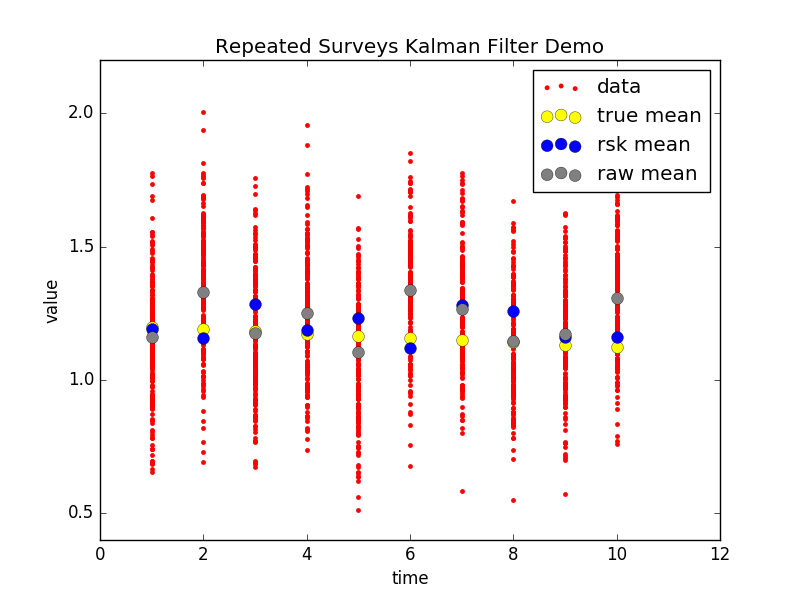 Repeated Surveys Kalman Filter Demo
data
true mean
rsk mean
raw mean
value
2.0
1.5
1.0
0.5
0 2 4 6 8 10 12
time